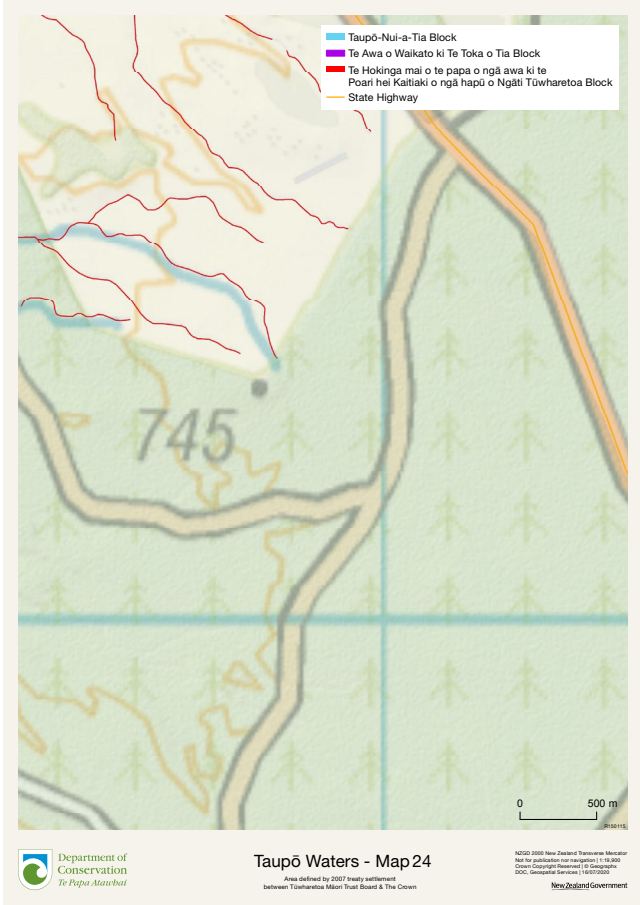 Taupō-Nui-a-Tia Block
Te Awa o Waikato ki Te Toka o Tia Block
Te Hokinga mai o te papa o ngā awa ki te
Poari hei Kaitiaki o ngā hapū o Ngāti Tūwharetoa Block
State Highway
745
0 500 m
R150115
Department of
Conservation
Te Papa Atawhai
Taupō Waters - Map 24
Area defined by 2007 treaty settlement
between Tūwharetoa Māori Trust Board & The Crown
NZGD 2000 New Zealand Transverse Mercator
Not for publication nor navigation | 1:19,900
Crown Copyright Reserved | © Geographx
DOC, Geospatial Services | 16/07/2020
New Zealand Government